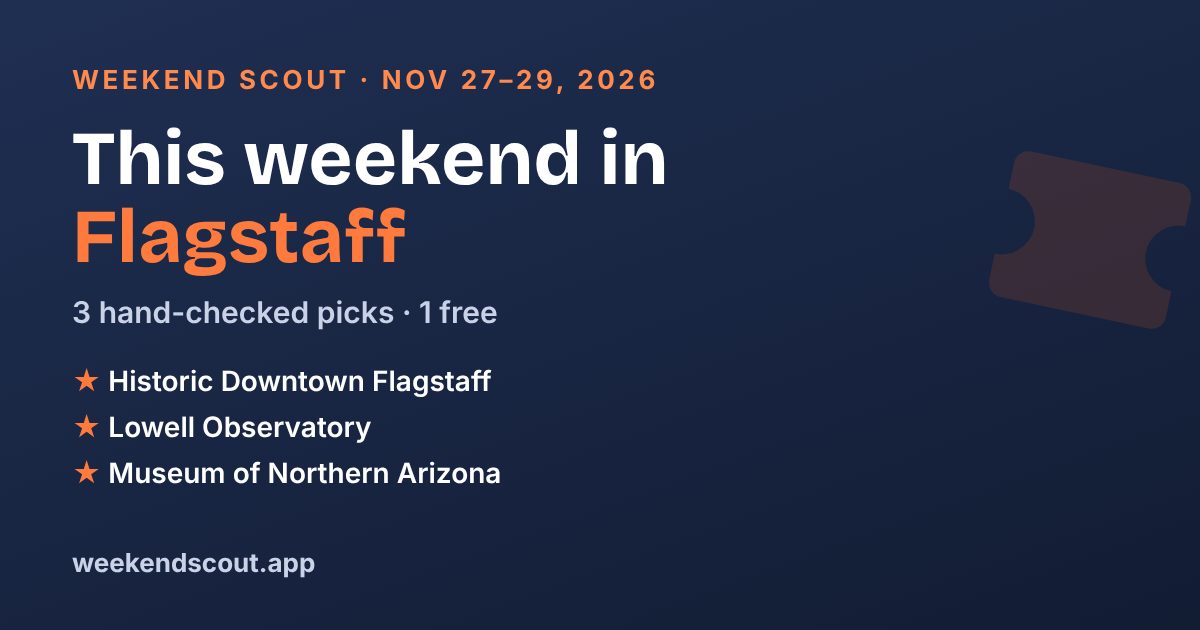 WEEKEND SCOUT · NOV 27–29, 2026
This weekend in
Flagstaff
3 hand-checked picks · 1 free
★ Historic Downtown Flagstaff
★ Lowell Observatory
★ Museum of Northern Arizona
weekendscout.app